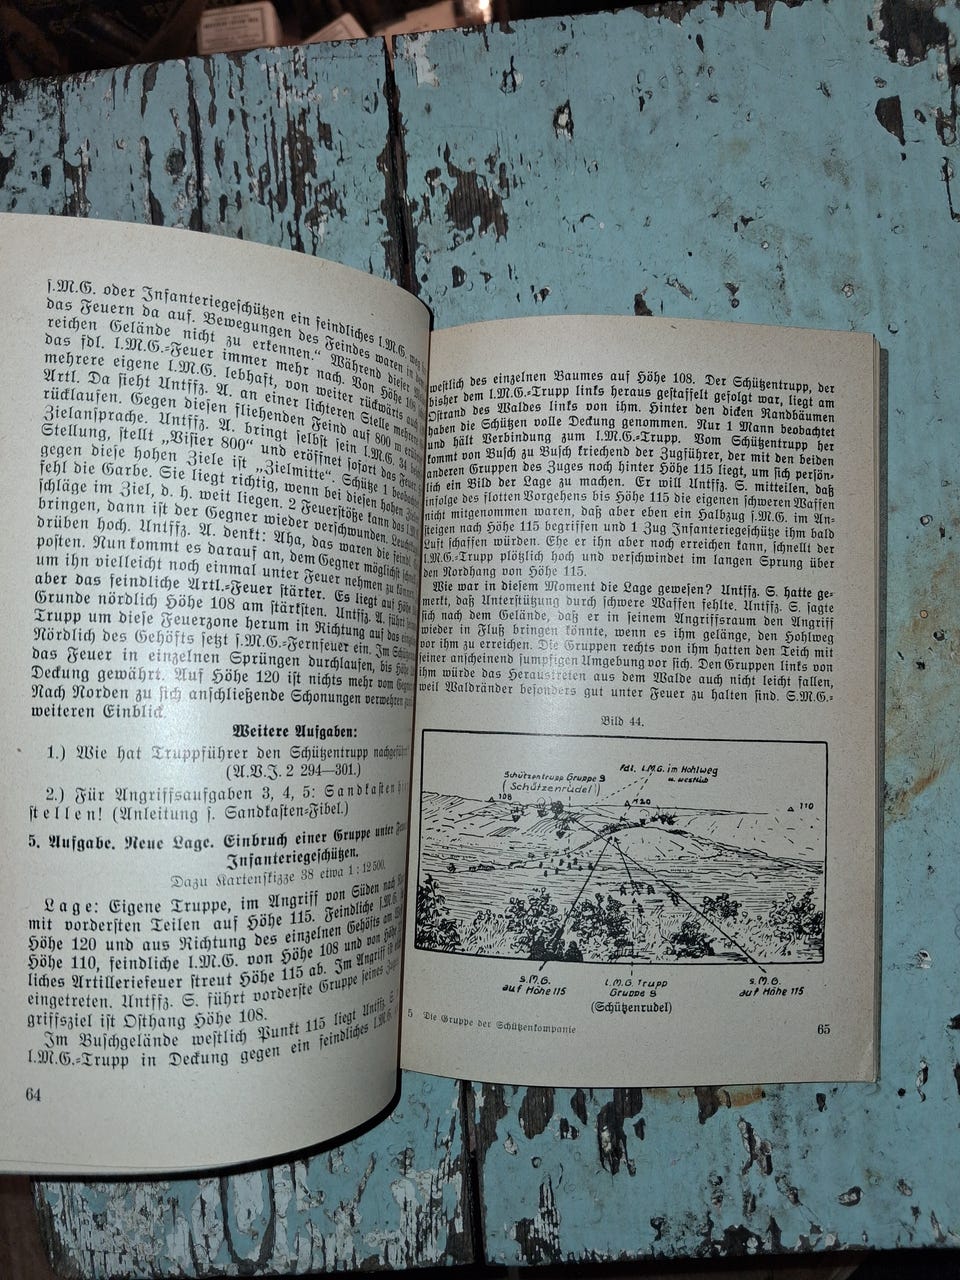 s.M.G. oder Infanteriegeschützen ein feindliches l.M.G.
das Feuern da auf. Bewegungen des Feindes waren in
reichen Gelände nicht zu erkennen.“ Während dieser
das fdl. l.M.G.-Feuer immer mehr nach. Von Höhe
mehrere eigene l.M.G. lebhaft, von weiter rückwärts auch
Artl. Da sieht Untffz. A. an einer lichteren Stelle mehrere
rücklaufen. Gegen diesen fliehenden Feind auf 800 m
Zielansprache. Untffz. A. bringt selbst sein l.M.G. 34
Stellung, stellt „Visier 800“ und eröffnet sofort das Feuer.
gegen diese hohen Ziele ist „Zielmitte“. Schütze 1
fehl die Garbe. Sie liegt richtig, wenn bei diesen hohen
schläge im Ziel, d. h. weit liegen. 2 Feuerstöße kann das
bringen, dann ist der Gegner wieder verschwunden.
drüben hoch. Untffz. A. denkt: Aha, das waren die feindl.
posten. Nun kommt es darauf an, dem Gegner möglichst
um ihn vielleicht noch einmal unter Feuer nehmen zu
aber das feindliche Artl.-Feuer stärker. Es liegt auf
Grunde nördlich Höhe 108 am stärksten. Untffz. A. führt
Trupp um diese Feuerzone herum in Richtung auf das
Nördlich des Gehöfts setzt s.M.G.-Fernfeuer ein. Im
das Feuer in einzelnen Sprüngen durchlaufen, bis
Deckung gewährt. Auf Höhe 120 ist nichts mehr vom
Nach Norden zu sich anschließende Schonungen verwehren
weiteren Einblick.
Weitere Aufgaben:
1.) Wie hat Truppführer den Schützentrupp
(A.V.J. 2 294—301.)
2.) Für Angriffsaufgaben 3, 4, 5: Sandkasten
stellen! (Anleitung s. Sandkasten-Fibel.)
5. Aufgabe. Neue Lage. Einbruch einer Gruppe unter
Infanteriegeschützen.
Dazu Kartenskizze 38 etwa 1:12500.
Lage: Eigene Truppe, im Angriff von Süden nach
mit vordersten Teilen auf Höhe 115. Feindliche s.M.G.
Höhe 120 und aus Richtung des einzelnen Gehöfts am
Höhe 110, feindliche l.M.G. von Höhe 108 und von
liches Artilleriefeuer streut Höhe 115 ab. Im Angriff
eingetreten. Untffz. S. führt vorderste Gruppe seines
griffsziel ist Osthang Höhe 108.
Im Buschgelände westlich Punkt 115 liegt Untffz. S.
l.M.G.-Trupp in Deckung gegen ein feindliches l.M.G.
64
westlich des einzelnen Baumes auf Höhe 108. Der Schützentrupp, der
bisher dem l.M.G.-Trupp links heraus gestaffelt gefolgt war, liegt am
Ostrand des Waldes links von ihm. Hinter den dicken Randbäumen
haben die Schützen volle Deckung genommen. Nur 1 Mann beobachtet
und hält Verbindung zum l.M.G.-Trupp. Vom Schützentrupp her
kommt von Busch zu Busch kriechend der Zugführer, der mit den beiden
anderen Gruppen des Zuges noch hinter Höhe 115 liegt, um sich persön-
lich ein Bild der Lage zu machen. Er will Untffz. S. mitteilen, daß
infolge des flotten Vorgehens bis Höhe 115 die eigenen schweren Waffen
nicht mitgenommen waren, daß aber eben ein Halbzug s.M.G. im An-
steigen nach Höhe 115 begriffen und 1 Zug Infanteriegeschütze ihm bald
Luft schaffen würden. Ehe er ihn aber noch erreichen kann, schnellt der
l.M.G.-Trupp plötzlich hoch und verschwindet im langen Sprung über
den Nordhang von Höhe 115.
Wie war in diesem Moment die Lage gewesen? Untffz. S. hatte ge-
merkt, daß Unterstützung durch schwere Waffen fehlte. Untffz. S. sagte
sich nach dem Gelände, daß er in seinem Angriffsraum den Angriff
wieder in Fluß bringen könnte, wenn es ihm gelänge, den Hohlweg
vor ihm zu erreichen. Die Gruppen rechts von ihm hatten den Teich mit
seiner anscheinend sumpfigen Umgebung vor sich. Den Gruppen links von
ihm würde das Heraustreten aus dem Walde auch nicht leicht fallen,
weil Waldränder besonders gut unter Feuer zu halten sind. S.M.G.-
Bild 44.
Schützentrupp Gruppe S
(Schützenrudel)
Fdl. l.M.G. im Hohlweg
u. westlich
108
120
110
s.M.G.
auf Höhe 115
l.M.G. Trupp
Gruppe S
(Schützenrudel)
s.M.G.
auf Höhe 115
5 Die Gruppe der Schützenkompanie
65